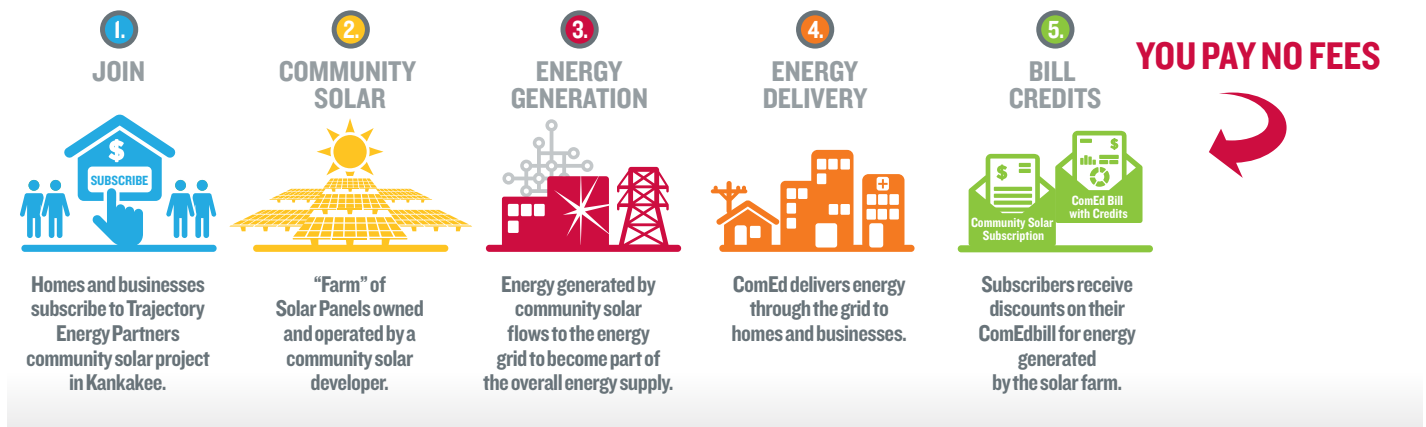 1.
JOIN
$
SUBSCRIBE
Homes and businesses
subscribe to Trajectory
Energy Partners
community solar project
in Kankakee.
2.
COMMUNITY
SOLAR
“Farm” of
Solar Panels owned
and operated by a
community solar
developer.
3.
ENERGY
GENERATION
Energy generated by
community solar
flows to the energy
grid to become part of
the overall energy supply.
4.
ENERGY
DELIVERY
ComEd delivers energy
through the grid to
homes and businesses.
5.
BILL
CREDITS
$
Community Solar
Subscription
$
ComEd Bill
with Credits
Subscribers receive
discounts on their
ComEdbill for energy
generated
by the solar farm.
YOU PAY NO FEES